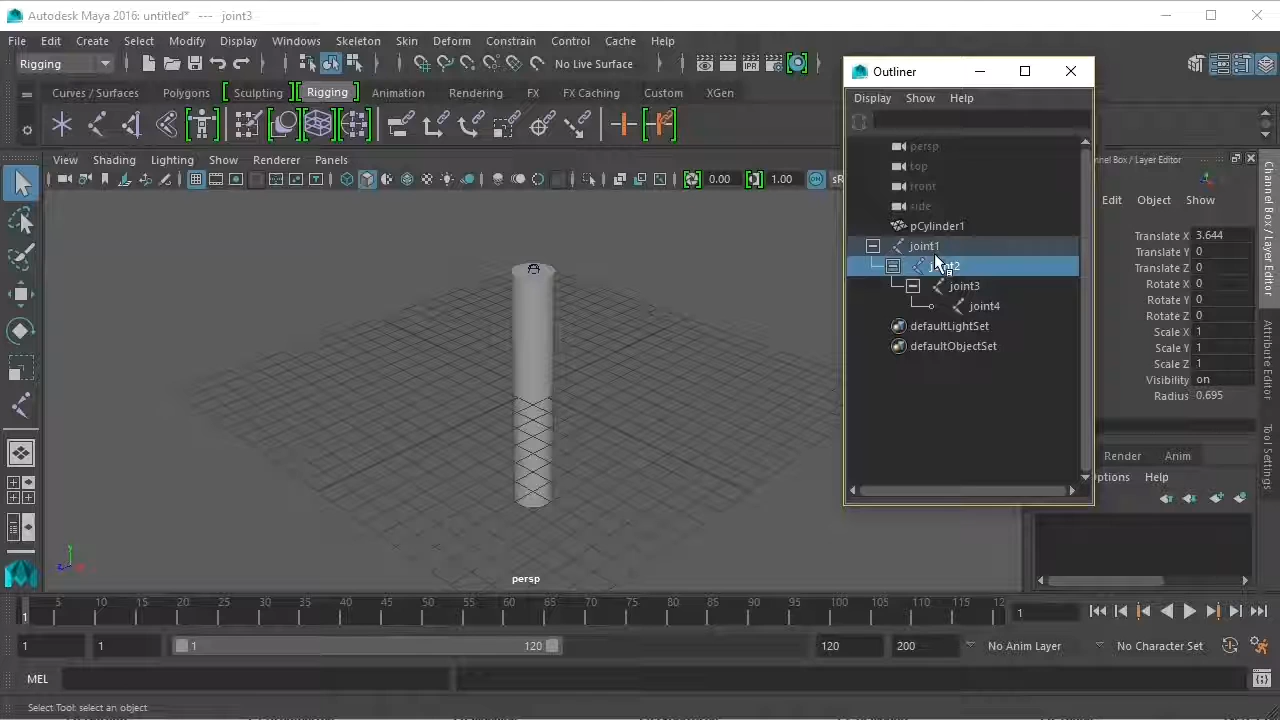 Autodesk Maya 2016: untitled* --- joint3
File Edit Create Select Modify Display Windows Skeleton Skin Deform Constrain Control Cache Help
Rigging
No Live Surface
Curves / Surfaces Polygons Sculpting Rigging Animation Rendering FX FX Caching Custom XGen
View Shading Lighting Show Renderer Panels
0.00 1.00
Outliner
Display Show Help
persp
top
front
side
pCylinder1
joint1
joint3
joint4
defaultLightSet
defaultObjectSet
nnel Box / Layer Editor
Edit Object Show
Translate X 3.644
Translate Y 0
Translate Z 0
Rotate X 0
Rotate Y 0
Rotate Z 0
Scale X 1
Scale Y 1
Scale Z 1
Visibility on
Radius 0.695
Render Anim
ptions Help
Channel Box / Layer Editor
Attribute Editor
Tool Settings
persp
5 10 15 20 25 30 35 40 45 50 55 60 65 70 75 80 85 90 95 100 105 110 115 12
1
1
1 1 1 120 120 200 No Anim Layer No Character Set
MEL
Select Tool: select an object